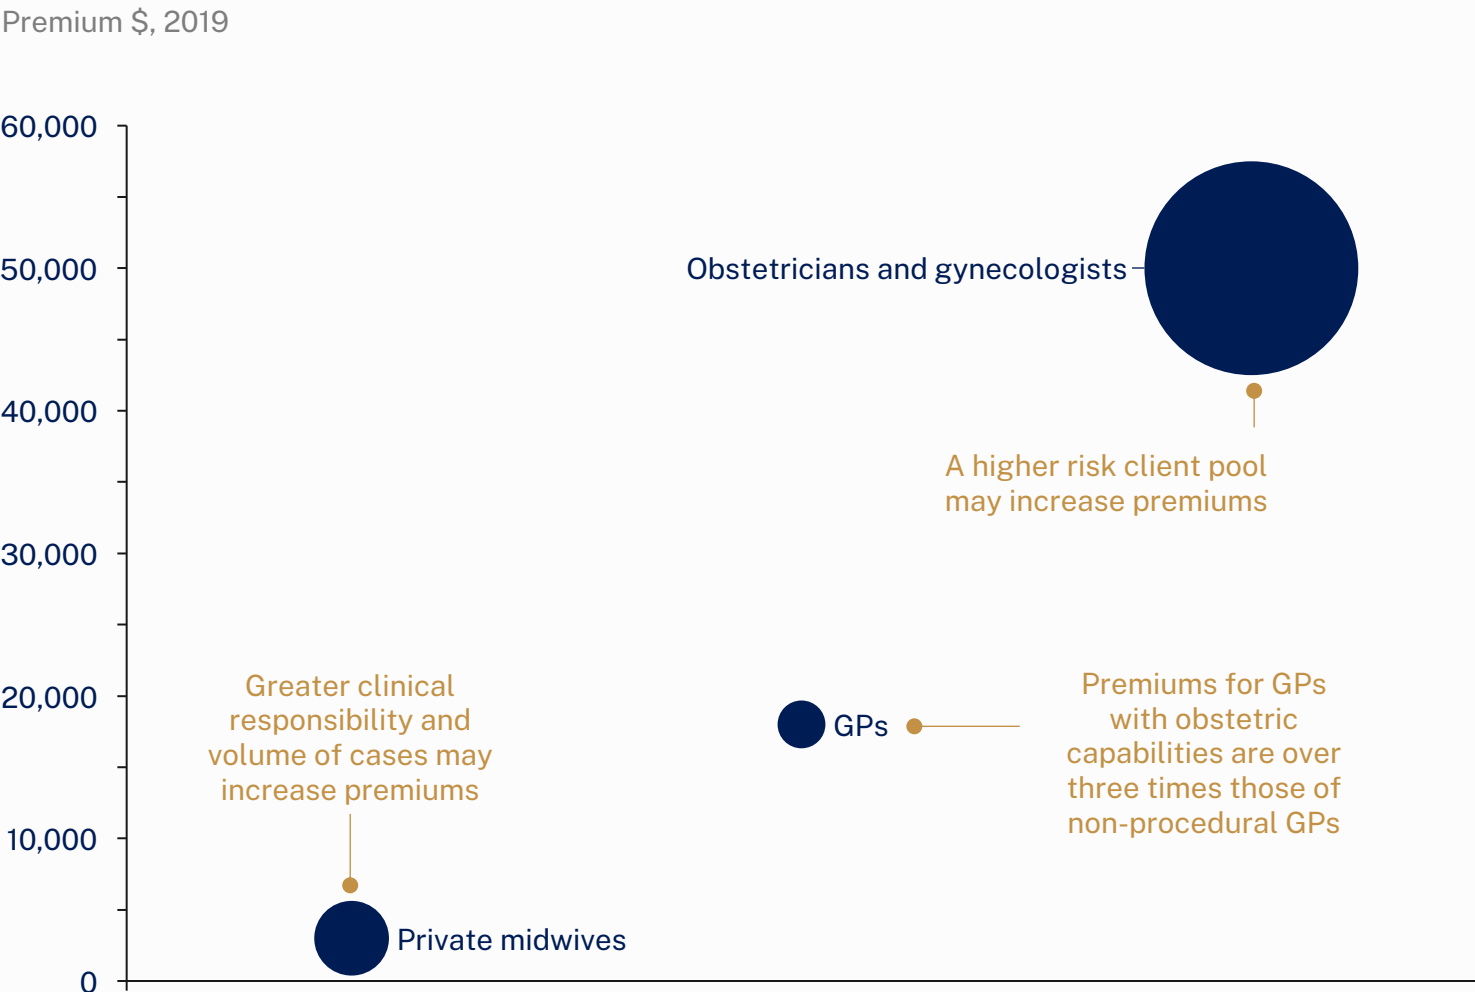 Premium $, 2019
60,000
50,000
Obstetricians and gynecologists
40,000
A higher risk client pool
may increase premiums
30,000
20,000
Greater clinical
responsibility and
volume of cases may
increase premiums
GPs
Premiums for GPs
with obstetric
capabilities are over
three times those of
non-procedural GPs
10,000
Private midwives
0